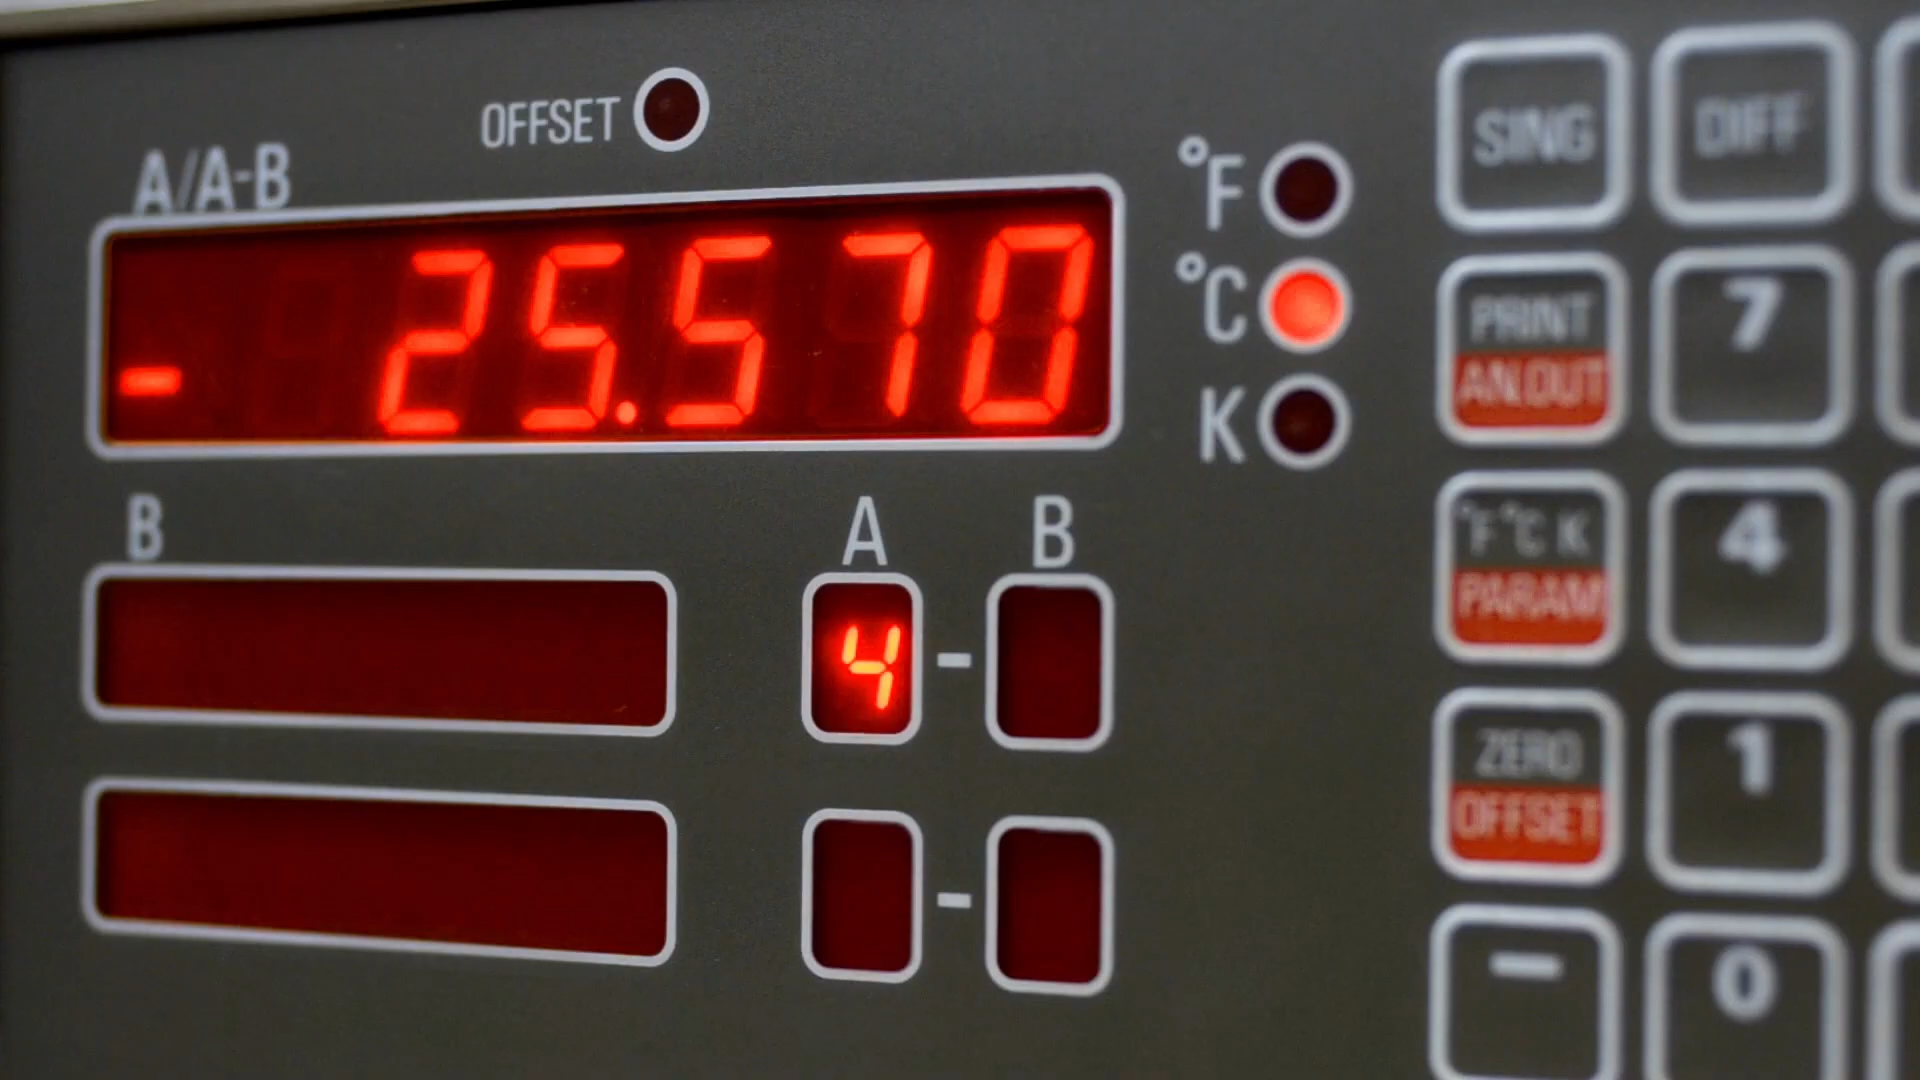 OFFSET
A/A-B
- 25.570
°F
°C
K
B
A
B
4
-
-
SING
DIFF
PRINT
AN.OUT
7
°F °C K
PARAM
4
ZERO
OFFSET
1
-
0